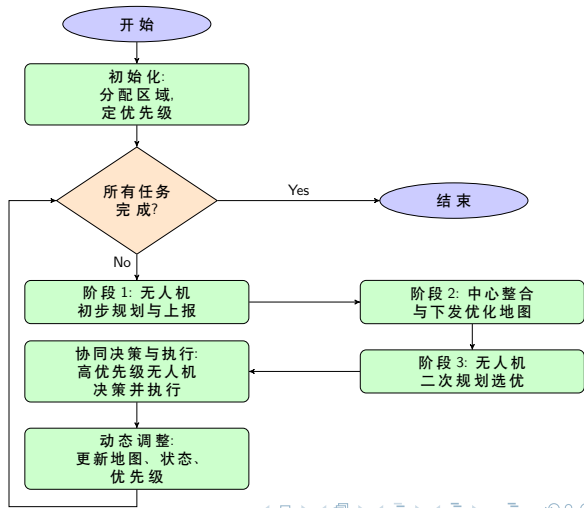 开始
初始化:
分配区域,
定优先级
所有任务
完成?
Yes
结束
No
阶段 1: 无人机
初步规划与上报
阶段 2: 中心整合
与下发优化地图
阶段 3: 无人机
二次规划选优
协同决策与执行:
高优先级无人机
决策并执行
动态调整:
更新地图、状态、
优先级